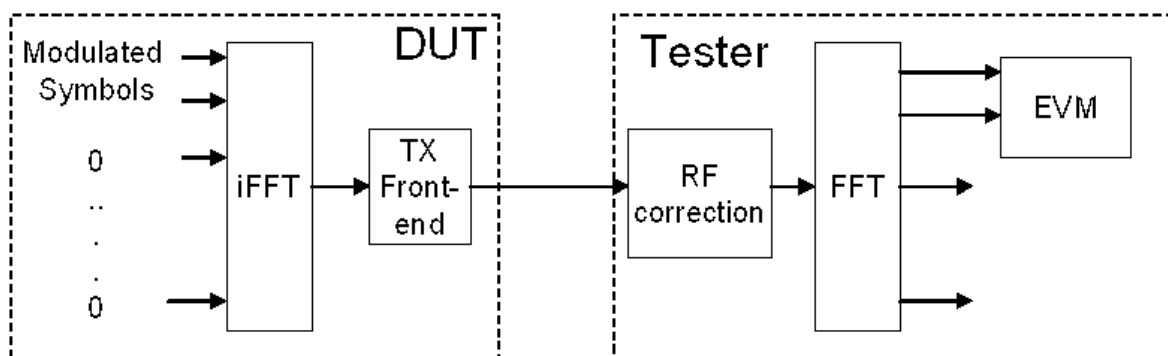 DUT
Modulated
Symbols
0
..
.
.
0
iFFT
TX
Front-
end
Tester
RF
correction
FFT
EVM